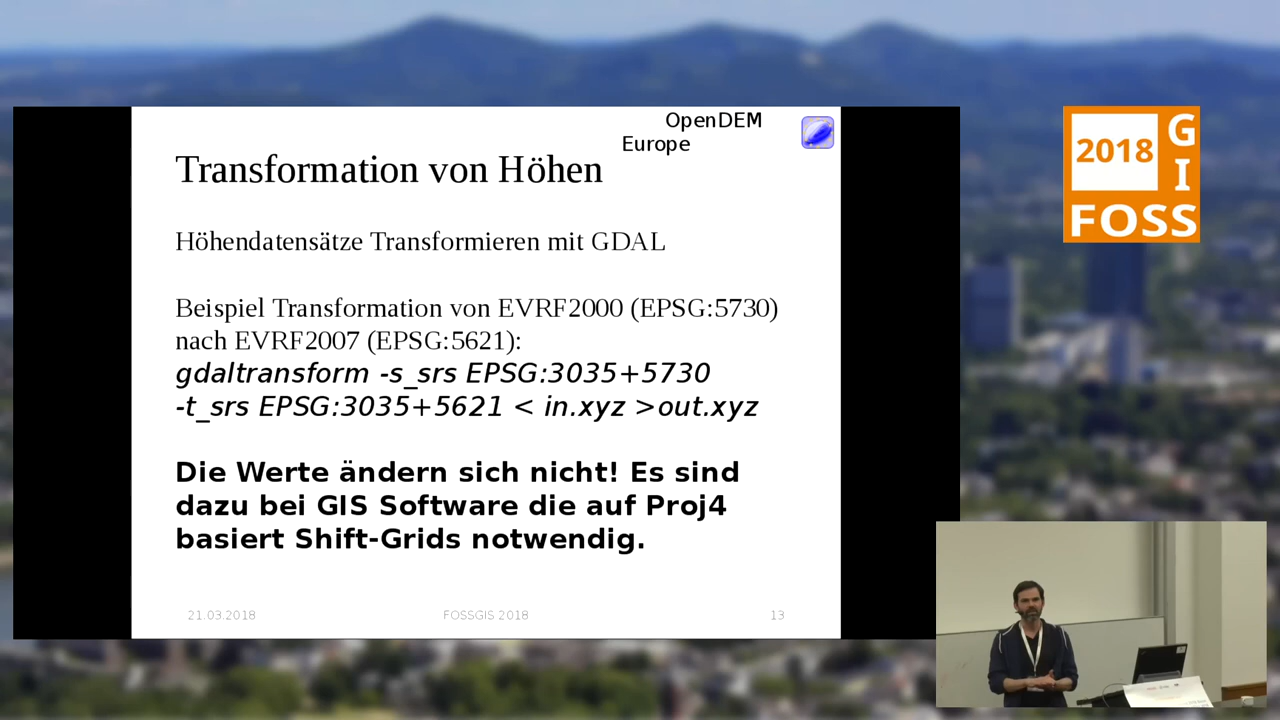 OpenDEM
Europe
Transformation von Höhen
Höhendatensätze Transformieren mit GDAL
Beispiel Transformation von EVRF2000 (EPSG:5730)
nach EVRF2007 (EPSG:5621):
gdaltransform -s_srs EPSG:3035+5730
-t_srs EPSG:3035+5621 < in.xyz >out.xyz
Die Werte ändern sich nicht! Es sind
dazu bei GIS Software die auf Proj4
basiert Shift-Grids notwendig.
21.03.2018 FOSSGIS 2018 13
2018
G
I
FOSS